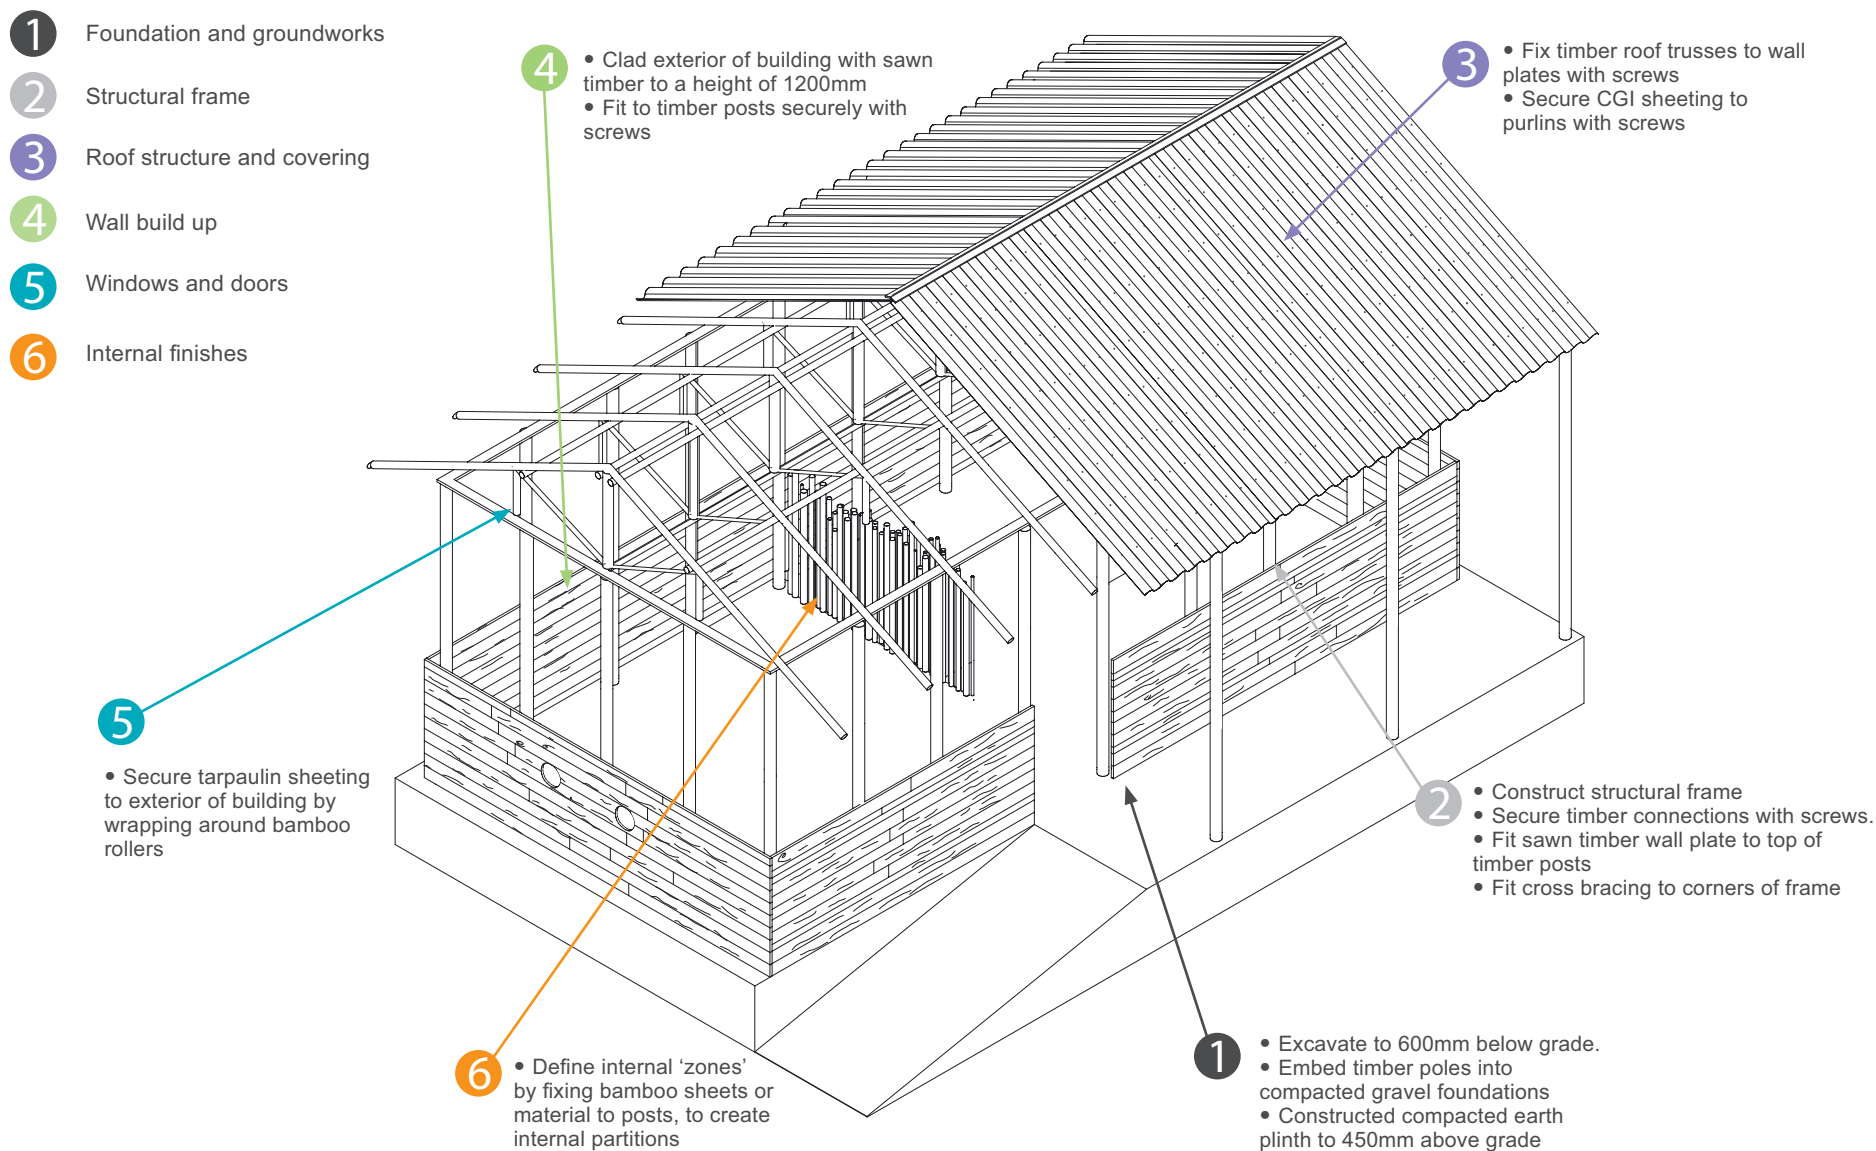 1 Foundation and groundworks
2 Structural frame
3 Roof structure and covering
4 Wall build up
5 Windows and doors
6 Internal finishes
4
• Clad exterior of building with sawn
timber to a height of 1200mm
• Fit to timber posts securely with
screws
3
• Fix timber roof trusses to wall
plates with screws
• Secure CGI sheeting to
purlins with screws
5
• Secure tarpaulin sheeting
to exterior of building by
wrapping around bamboo
rollers
2
• Construct structural frame
• Secure timber connections with screws.
• Fit sawn timber wall plate to top of
timber posts
• Fit cross bracing to corners of frame
6
• Define internal ‘zones’
by fixing bamboo sheets or
material to posts, to create
internal partitions
1
• Excavate to 600mm below grade.
• Embed timber poles into
compacted gravel foundations
• Constructed compacted earth
plinth to 450mm above grade